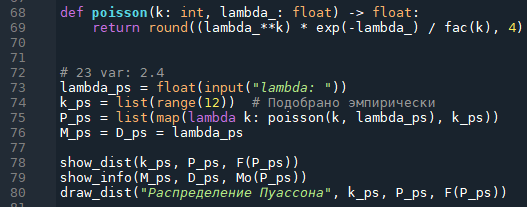 68 def poisson(k: int, lambda_: float) -> float:
69     return round((lambda_**k) * exp(-lambda_) / fac(k), 4)
70
71
72 # 23 var: 2.4
73 lambda_ps = float(input("lambda: "))
74 k_ps = list(range(12))  # Подобрано эмпирически
75 P_ps = list(map(lambda k: poisson(k, lambda_ps), k_ps))
76 M_ps = D_ps = lambda_ps
77
78 show_dist(k_ps, P_ps, F(P_ps))
79 show_info(M_ps, D_ps, Mo(P_ps))
80 draw_dist("Распределение Пуассона", k_ps, P_ps, F(P_ps))